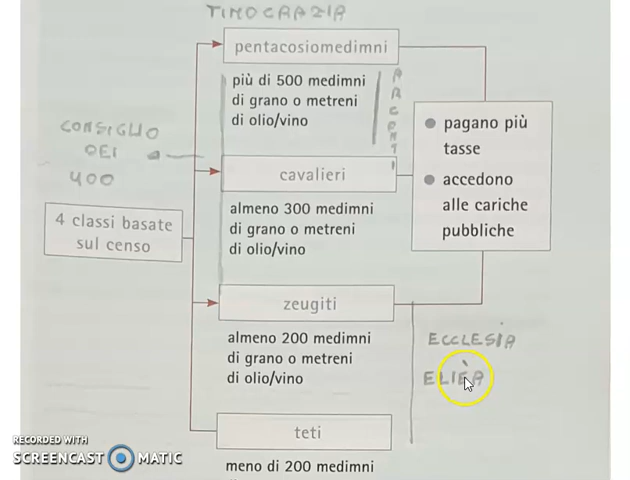 TIMOCRAZIA
pentacosiomedimni
più di 500 medimni
di grano o metreni
di olio/vino
ARCONTI
CONSIGLIO
DEI
400
pagano più
tasse
accedono
alle cariche
pubbliche
cavalieri
almeno 300 medimni
di grano o metreni
di olio/vino
4 classi basate
sul censo
zeugiti
almeno 200 medimni
di grano o metreni
di olio/vino
ECCLESIA
ELIEA
teti
meno di 200 medimni
RECORDED WITH
SCREENCAST MATIC